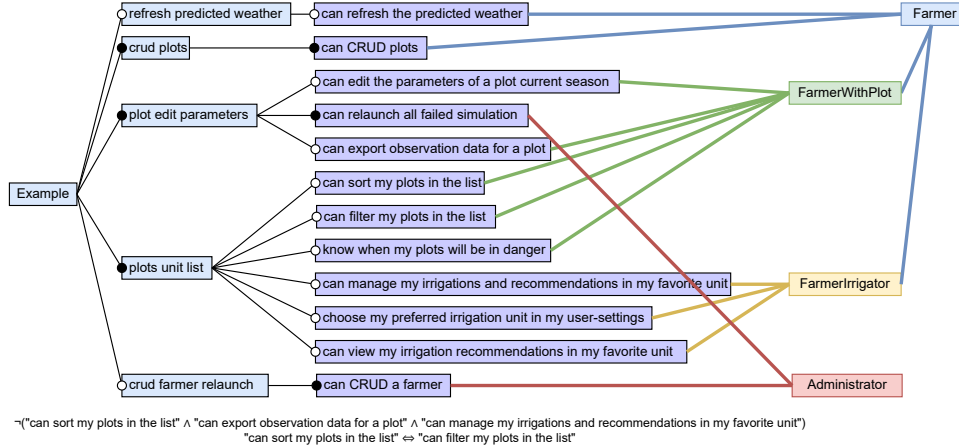 refresh predicted weather
can refresh the predicted weather
Farmer
crud plots
can CRUD plots
can edit the parameters of a plot current season
FarmerWithPlot
plot edit parameters
can relaunch all failed simulation
can export observation data for a plot
can sort my plots in the list
Example
can filter my plots in the list
know when my plots will be in danger
plots unit list
can manage my irrigations and recommendations in my favorite unit
FarmerIrrigator
choose my preferred irrigation unit in my user-settings
can view my irrigation recommendations in my favorite unit
crud farmer relaunch
can CRUD a farmer
Administrator
¬("can sort my plots in the list" ∧ "can export observation data for a plot" ∧ "can manage my irrigations and recommendations in my favorite unit")
"can sort my plots in the list" ⇔ "can filter my plots in the list"